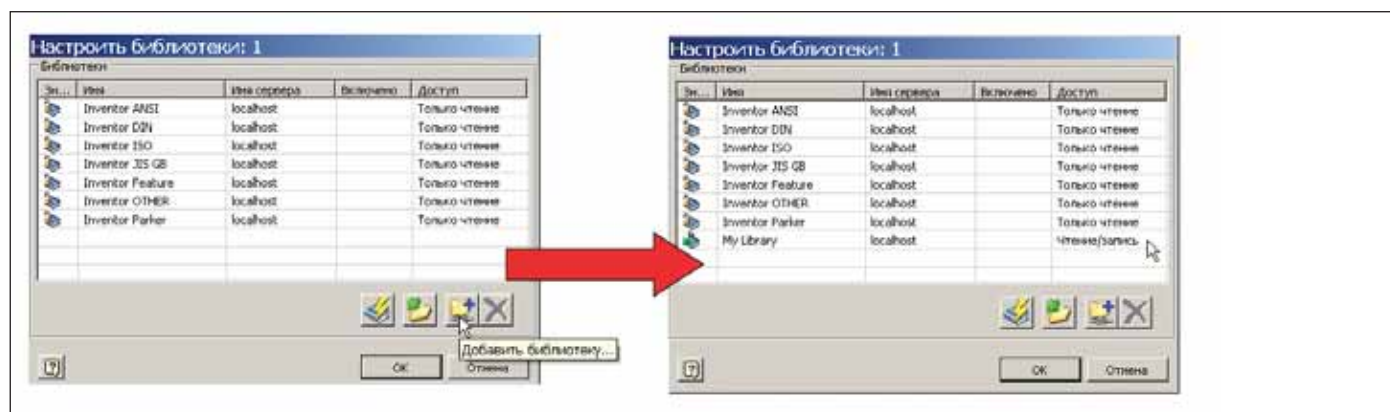 Настроить библиотеки: 1
Библиотеки
Зн... Имя Имя сервера Включено Доступ
Inventor ANSI localhost Только чтение
Inventor DIN localhost Только чтение
Inventor ISO localhost Только чтение
Inventor JIS GB localhost Только чтение
Inventor Feature localhost Только чтение
Inventor OTHER localhost Только чтение
Inventor Parker localhost Только чтение
Добавить библиотеку...
OK Отмена
Настроить библиотеки: 1
Библиотеки
Зн... Имя Имя сервера Включено Доступ
Inventor ANSI localhost Только чтение
Inventor DIN localhost Только чтение
Inventor ISO localhost Только чтение
Inventor JIS GB localhost Только чтение
Inventor Feature localhost Только чтение
Inventor OTHER localhost Только чтение
Inventor Parker localhost Только чтение
My Library localhost Чтение/запись
OK Отмена